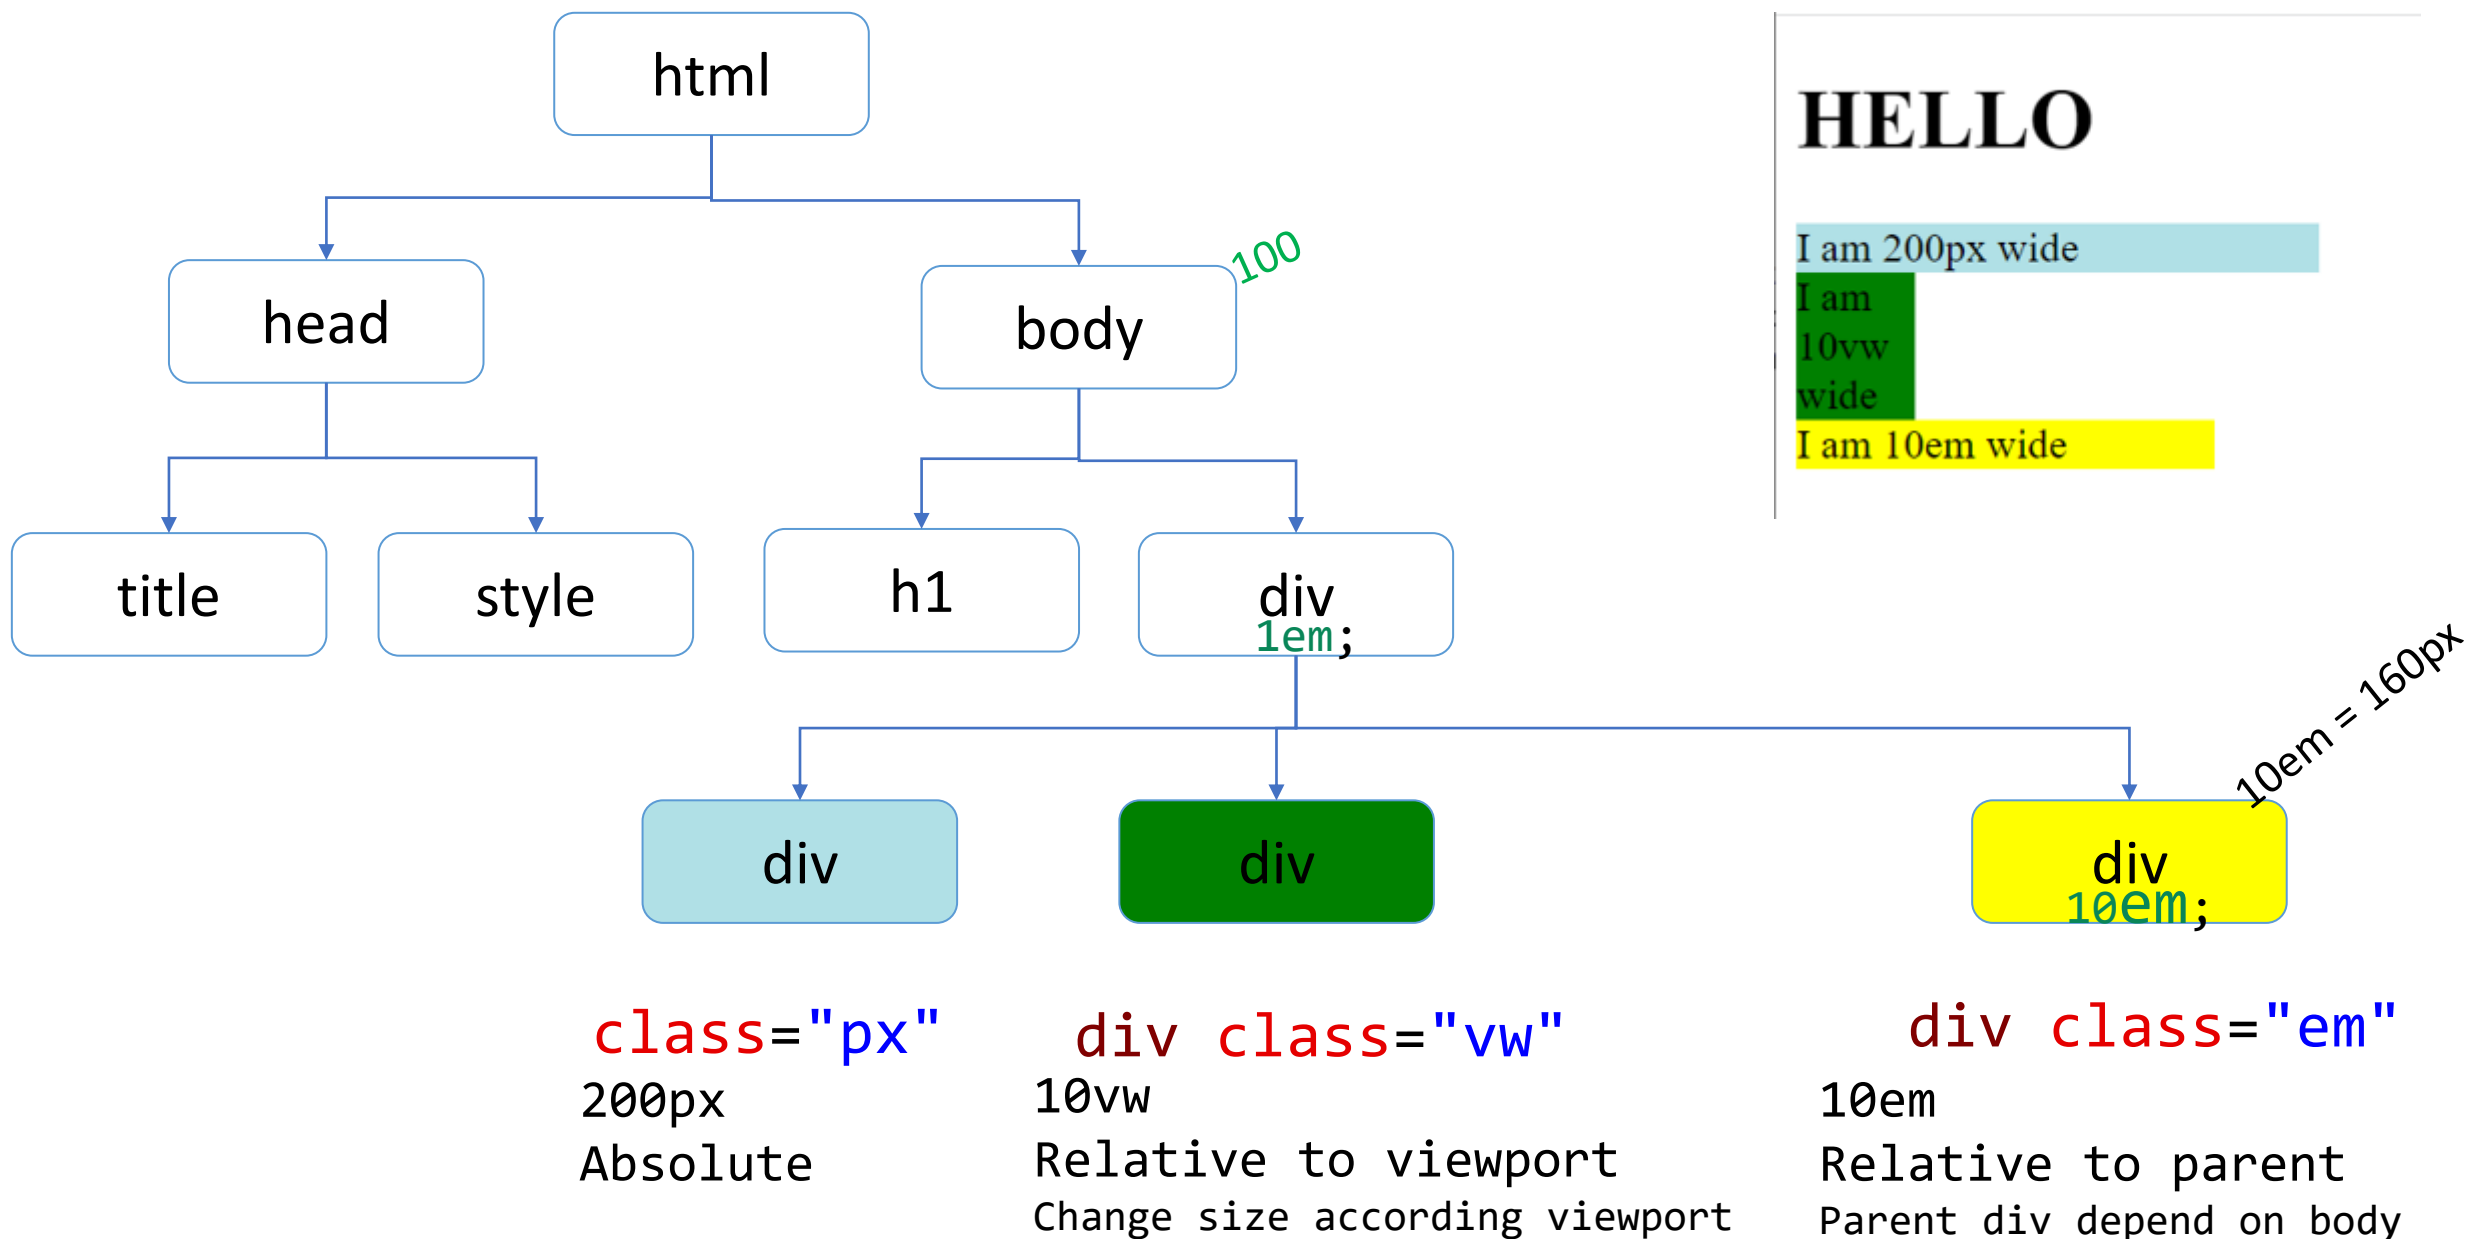 html
HELLO
I am 200px wide
I am
10vw
wide
I am 10em wide
100
head
body
title
style
h1
div
1em;
10em = 160px
div
div
div
10em;
class="px"
200px
Absolute
div class="vw"
10vw
Relative to viewport
Change size according viewport
div class="em"
10em
Relative to parent
Parent div depend on body